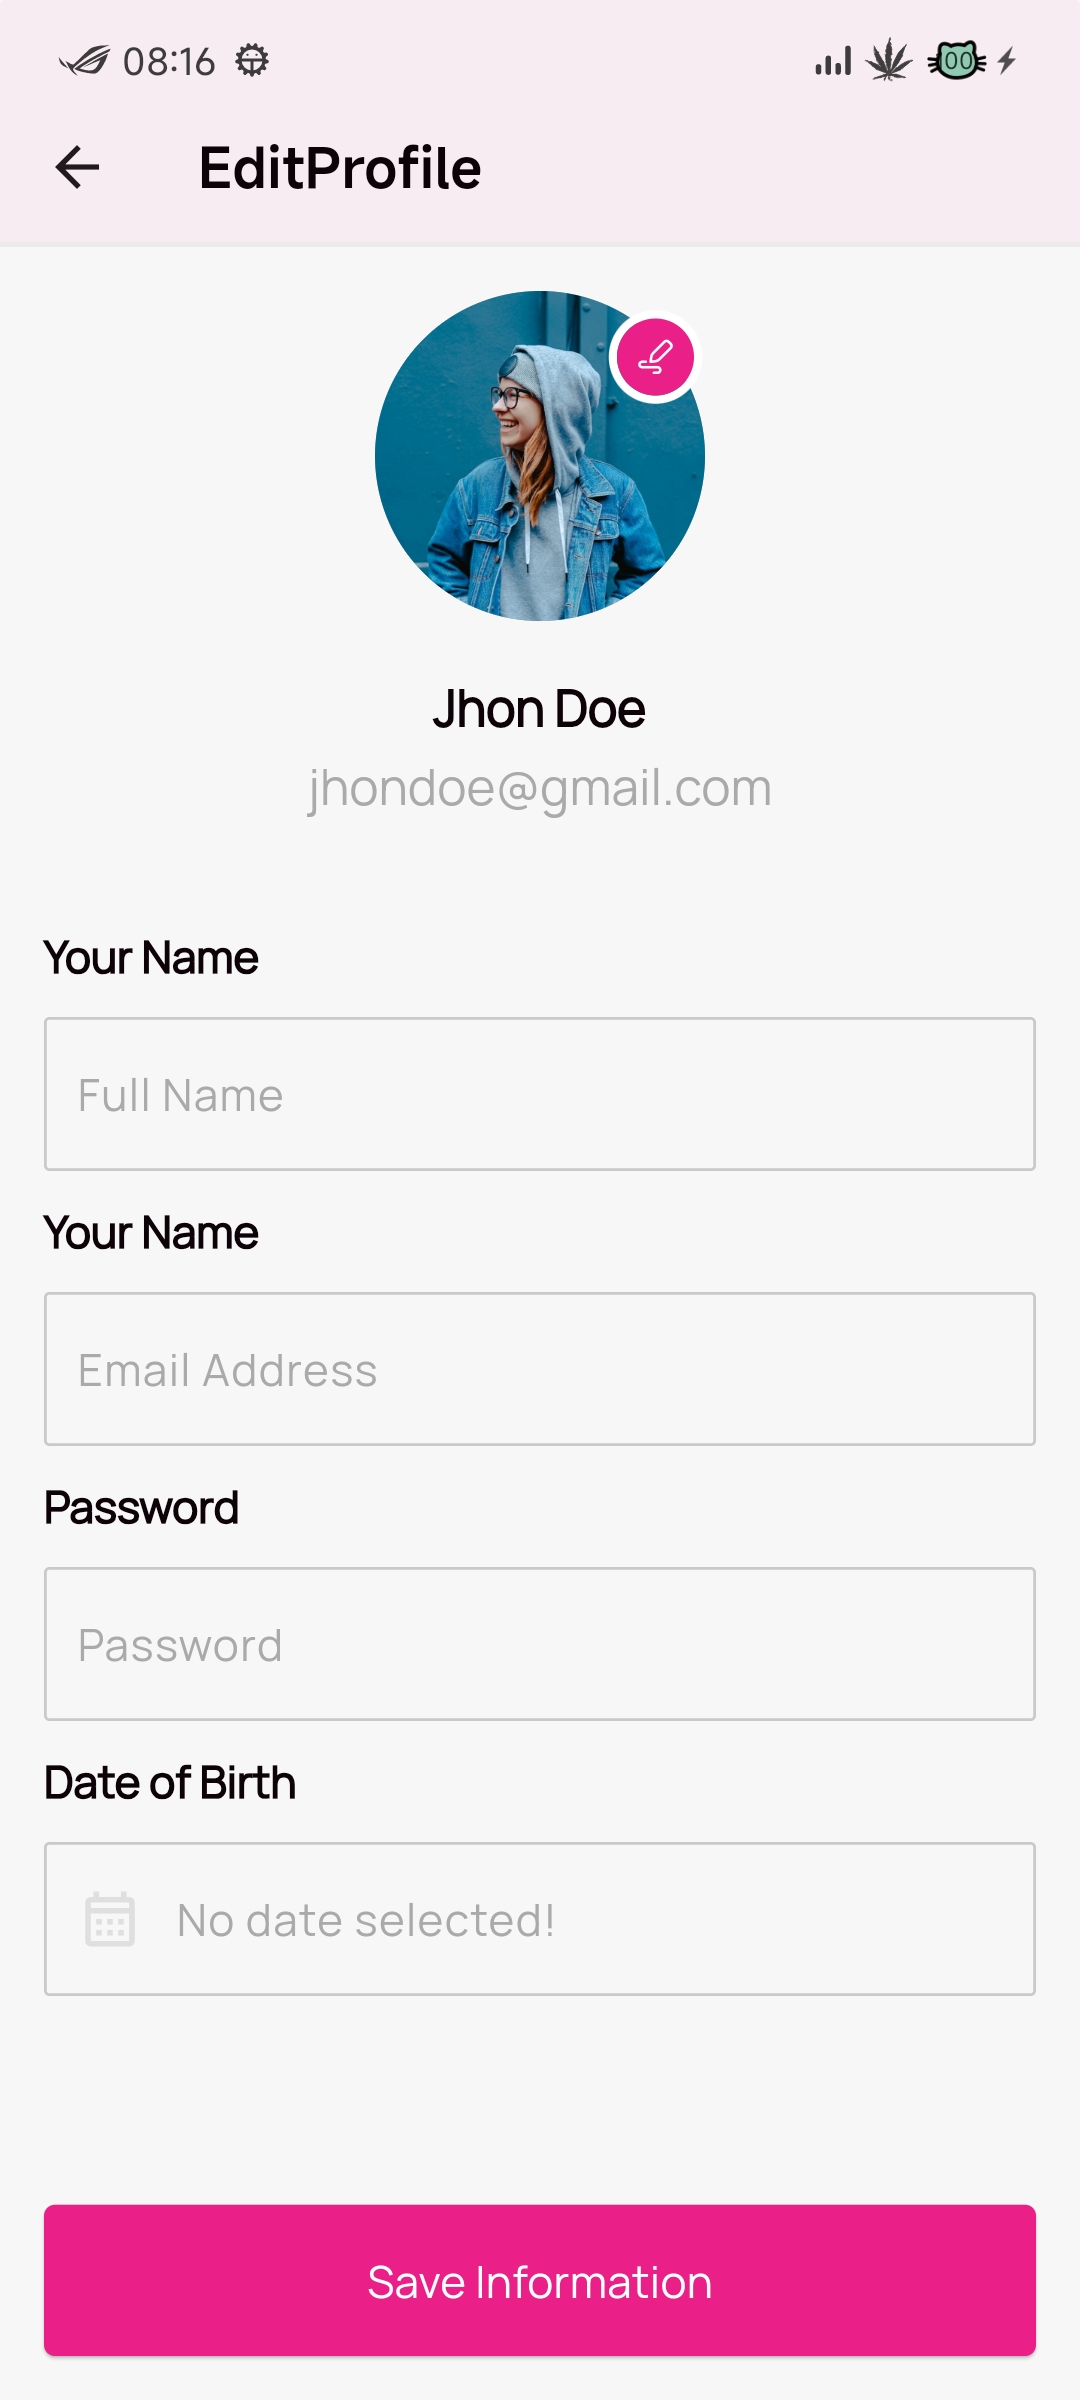 08:16
00
EditProfile
Jhon Doe
jhondoe@gmail.com
Your Name
Full Name
Your Name
Email Address
Password
Password
Date of Birth
No date selected!
Save Information